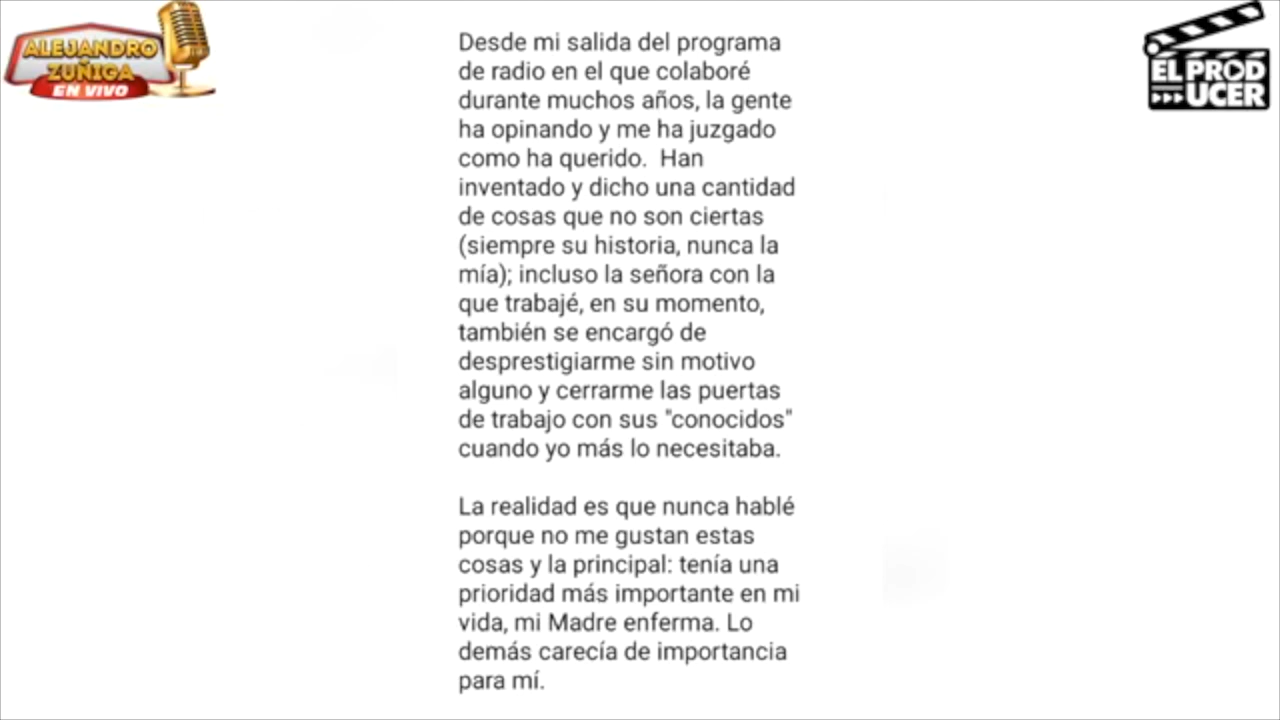 ALEJANDRO
ZUÑIGA
EN VIVO
EL PRODUCER
Desde mi salida del programa
de radio en el que colaboré
durante muchos años, la gente
ha opinando y me ha juzgado
como ha querido.  Han
inventado y dicho una cantidad
de cosas que no son ciertas
(siempre su historia, nunca la
mía); incluso la señora con la
que trabajé, en su momento,
también se encargó de
desprestigiarme sin motivo
alguno y cerrarme las puertas
de trabajo con sus "conocidos"
cuando yo más lo necesitaba.
La realidad es que nunca hablé
porque no me gustan estas
cosas y la principal: tenía una
prioridad más importante en mi
vida, mi Madre enferma. Lo
demás carecía de importancia
para mí.